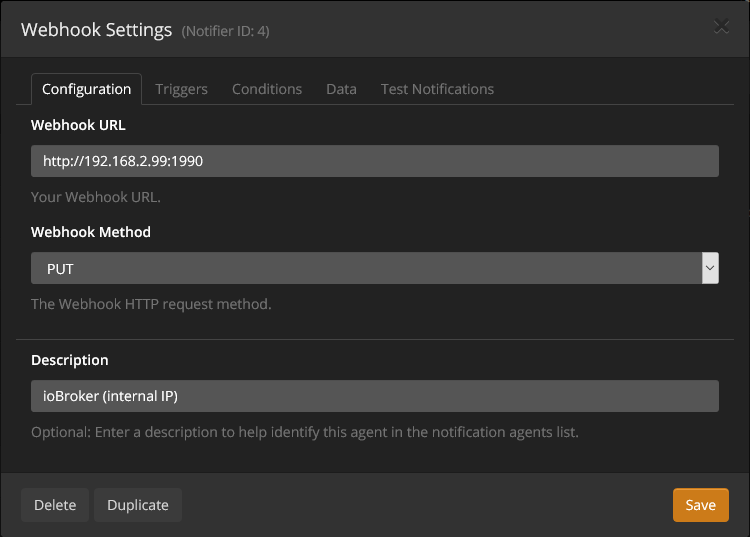 Webhook Settings (Notifier ID: 4)
Configuration Triggers Conditions Data Test Notifications
Webhook URL
http://192.168.2.99:1990
Your Webhook URL.
Webhook Method
PUT
The Webhook HTTP request method.
Description
ioBroker (internal IP)
Optional: Enter a description to help identify this agent in the notification agents list.
Delete Duplicate Save